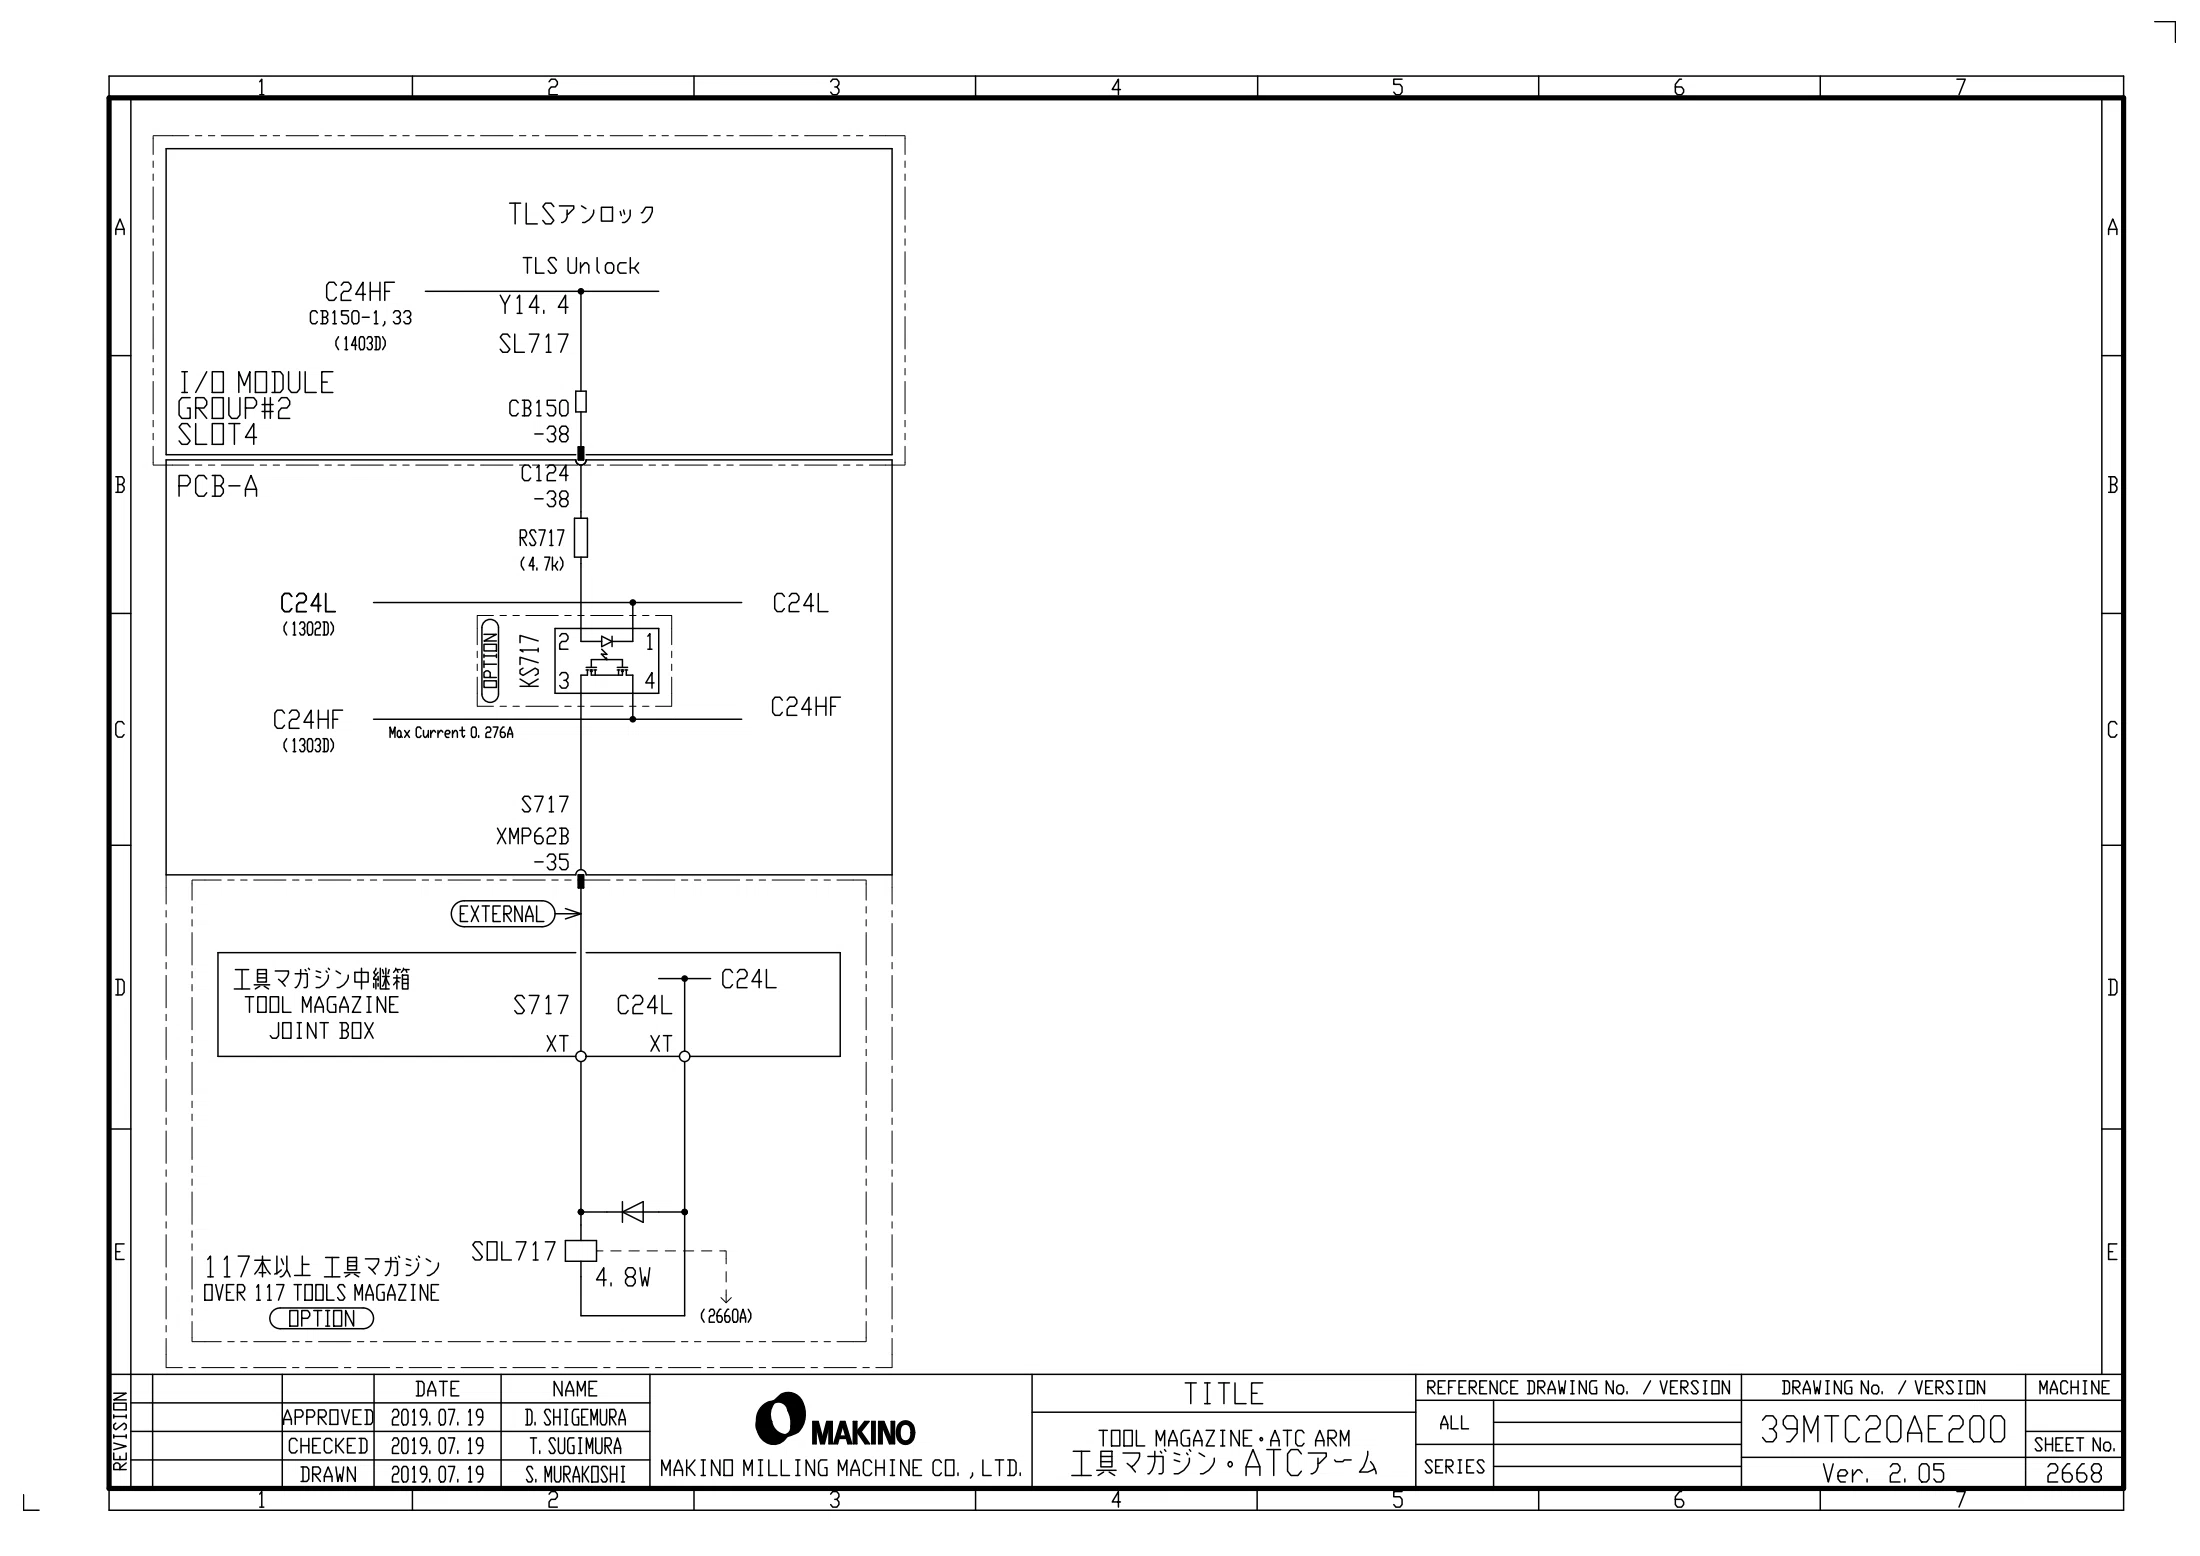 1 2 3 4 5 6 7
A A
TLSアンロック
TLS Unlock
C24HF
CB150-1,33
(1403D)
Y14. 4
SL717
I/O MODULE
GROUP#2
SLOT4
CB150
-38
B B
PCB-A
C124
-38
RS717
(4. 7k)
C24L C24L
(1302D)
OPTION
KS717
2 1
3 4
C C
C24HF C24HF
(1303D)
Max Current 0. 276A
S717
XMP62B
-35
EXTERNAL
D D
工具マガジン中継箱
TOOL MAGAZINE
JOINT BOX
C24L
S717 C24L
XT XT
E E
SOL717
4. 8W
(2660A)
117本以上 工具マガジン
OVER 117 TOOLS MAGAZINE
OPTION
REVISION
DATE NAME
APPROVED 2019. 07. 19 D. SHIGEMURA
CHECKED 2019. 07. 19 T. SUGIMURA
DRAWN 2019. 07. 19 S. MURAKOSHI
MAKINO
MAKINO MILLING MACHINE CO. , LTD.
TITLE
TOOL MAGAZINE・ATC ARM
工具マガジン・ATCアーム
REFERENCE DRAWING No. / VERSION
ALL
SERIES
DRAWING No. / VERSION
39MTC20AE200
Ver. 2. 05
MACHINE
SHEET No.
2668
1 2 3 4 5 6 7